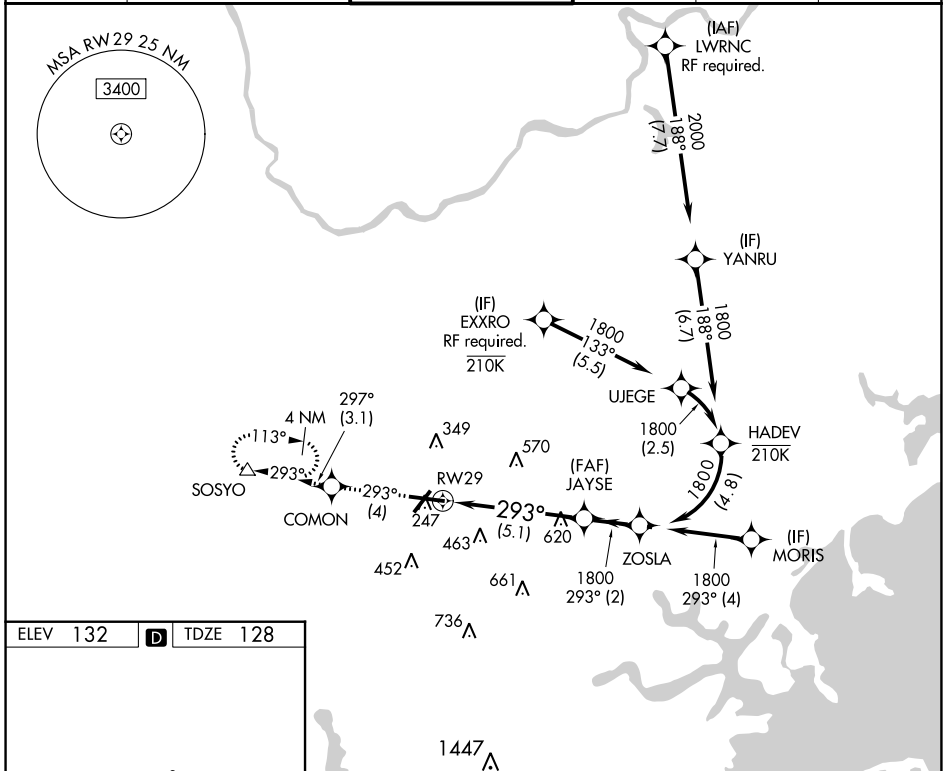 MSA RW29 25 NM
3400
(IAF)
LWRNC
RF required.
2000
188°
(7.7)
(IF)
YANRU
1800
188°
(6.7)
(IF)
EXXRO
RF required.
210K
1800
133°
(5.5)
UJEGE
1800
(2.5)
HADEV
210K
1800
(4.8)
297°
(3.1)
4 NM
113°
293°
SOSYO
COMON
293°
(4)
349
570
RW29
247
(FAF)
JAYSE
293°
(5.1)
620
463
452
661
736
ZOSLA
1800
293° (2)
(IF)
MORIS
1800
293° (4)
ELEV 132 D TDZE 128
1447